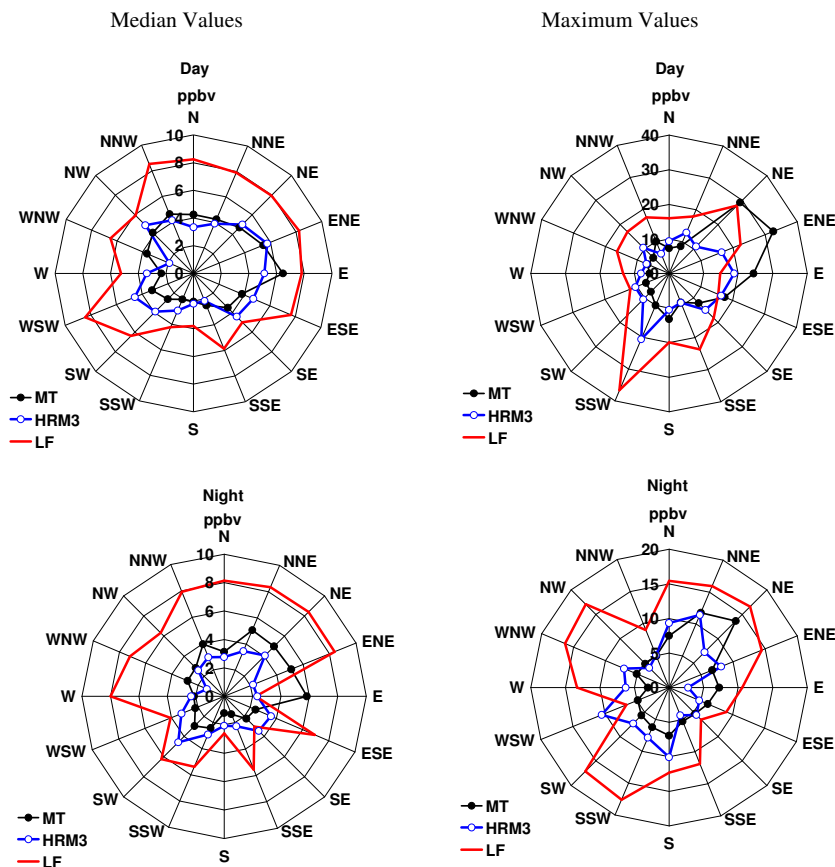 Median Values
Maximum Values
Day
ppbv
N
NNE
NE
ENE
E
ESE
SE
SSE
S
SSW
SW
WSW
W
WNW
NW
NNW
10
8
6
4
2
0
MT
HRM3
LF
Day
ppbv
N
NNE
NE
ENE
E
ESE
SE
SSE
S
SSW
SW
WSW
W
WNW
NW
NNW
40
30
20
10
0
MT
HRM3
LF
Night
ppbv
N
NNE
NE
ENE
E
ESE
SE
SSE
S
SSW
SW
WSW
W
WNW
NW
NNW
10
8
6
4
2
0
MT
HRM3
LF
Night
ppbv
N
NNE
NE
ENE
E
ESE
SE
SSE
S
SSW
SW
WSW
W
WNW
NW
NNW
20
15
10
5
0
MT
HRM3
LF